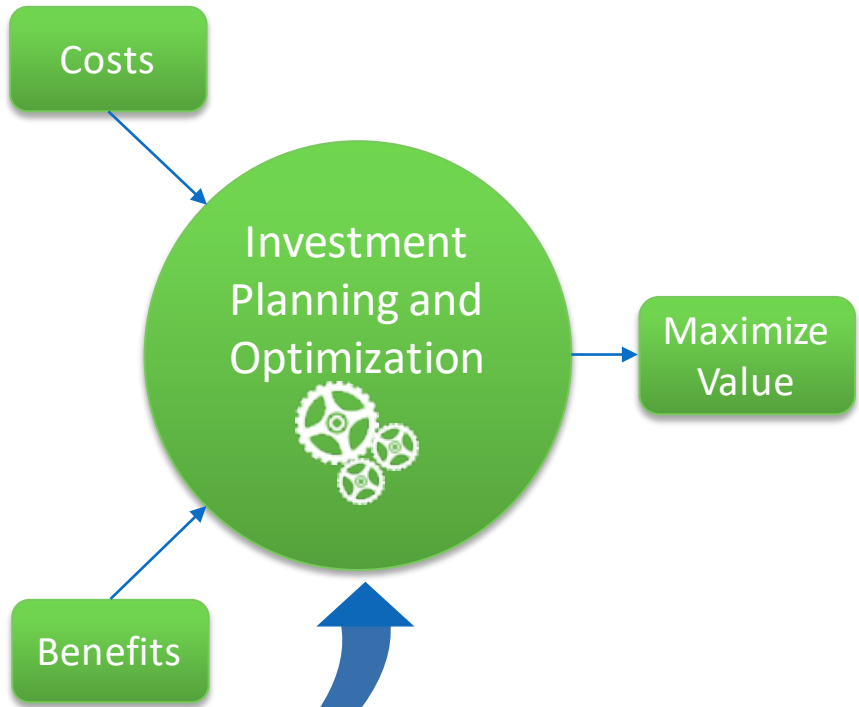 Costs
Investment
Planning and
Optimization
Maximize
Value
Benefits